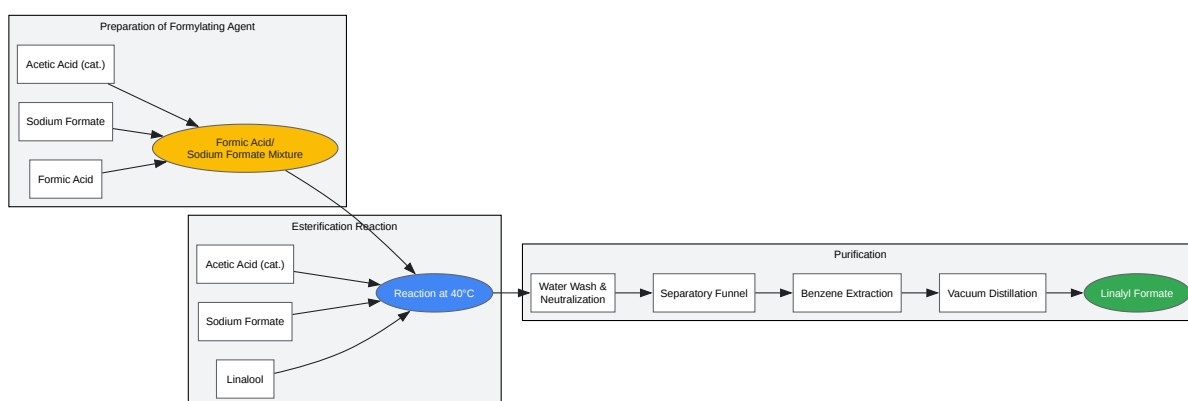 Preparation of Formylating Agent
Acetic Acid (cat.)
Sodium Formate
Formic Acid
Formic Acid/
Sodium Formate Mixture
Esterification Reaction
Acetic Acid (cat.)
Sodium Formate
Linalool
Reaction at 40°C
Purification
Water Wash &
Neutralization
Separatory Funnel
Benzene Extraction
Vacuum Distillation
Linalyl Formate